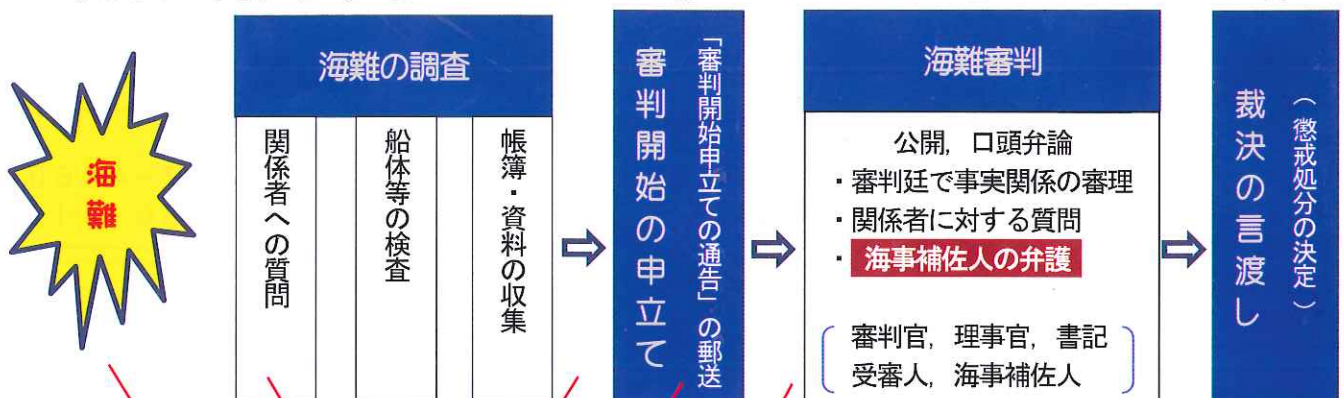 海難
海難の調査
関係者への質問
船体等の検査
帳簿・資料の収集
審判開始の申立て
「審判開始申立ての通告」の郵送
海難審判
公開，口頭弁論
・審判廷で事実関係の審理
・関係者に対する質問
・海事補佐人の弁護
審判官，理事官，書記
受審人，海事補佐人
裁決の言渡し
（懲戒処分の決定）